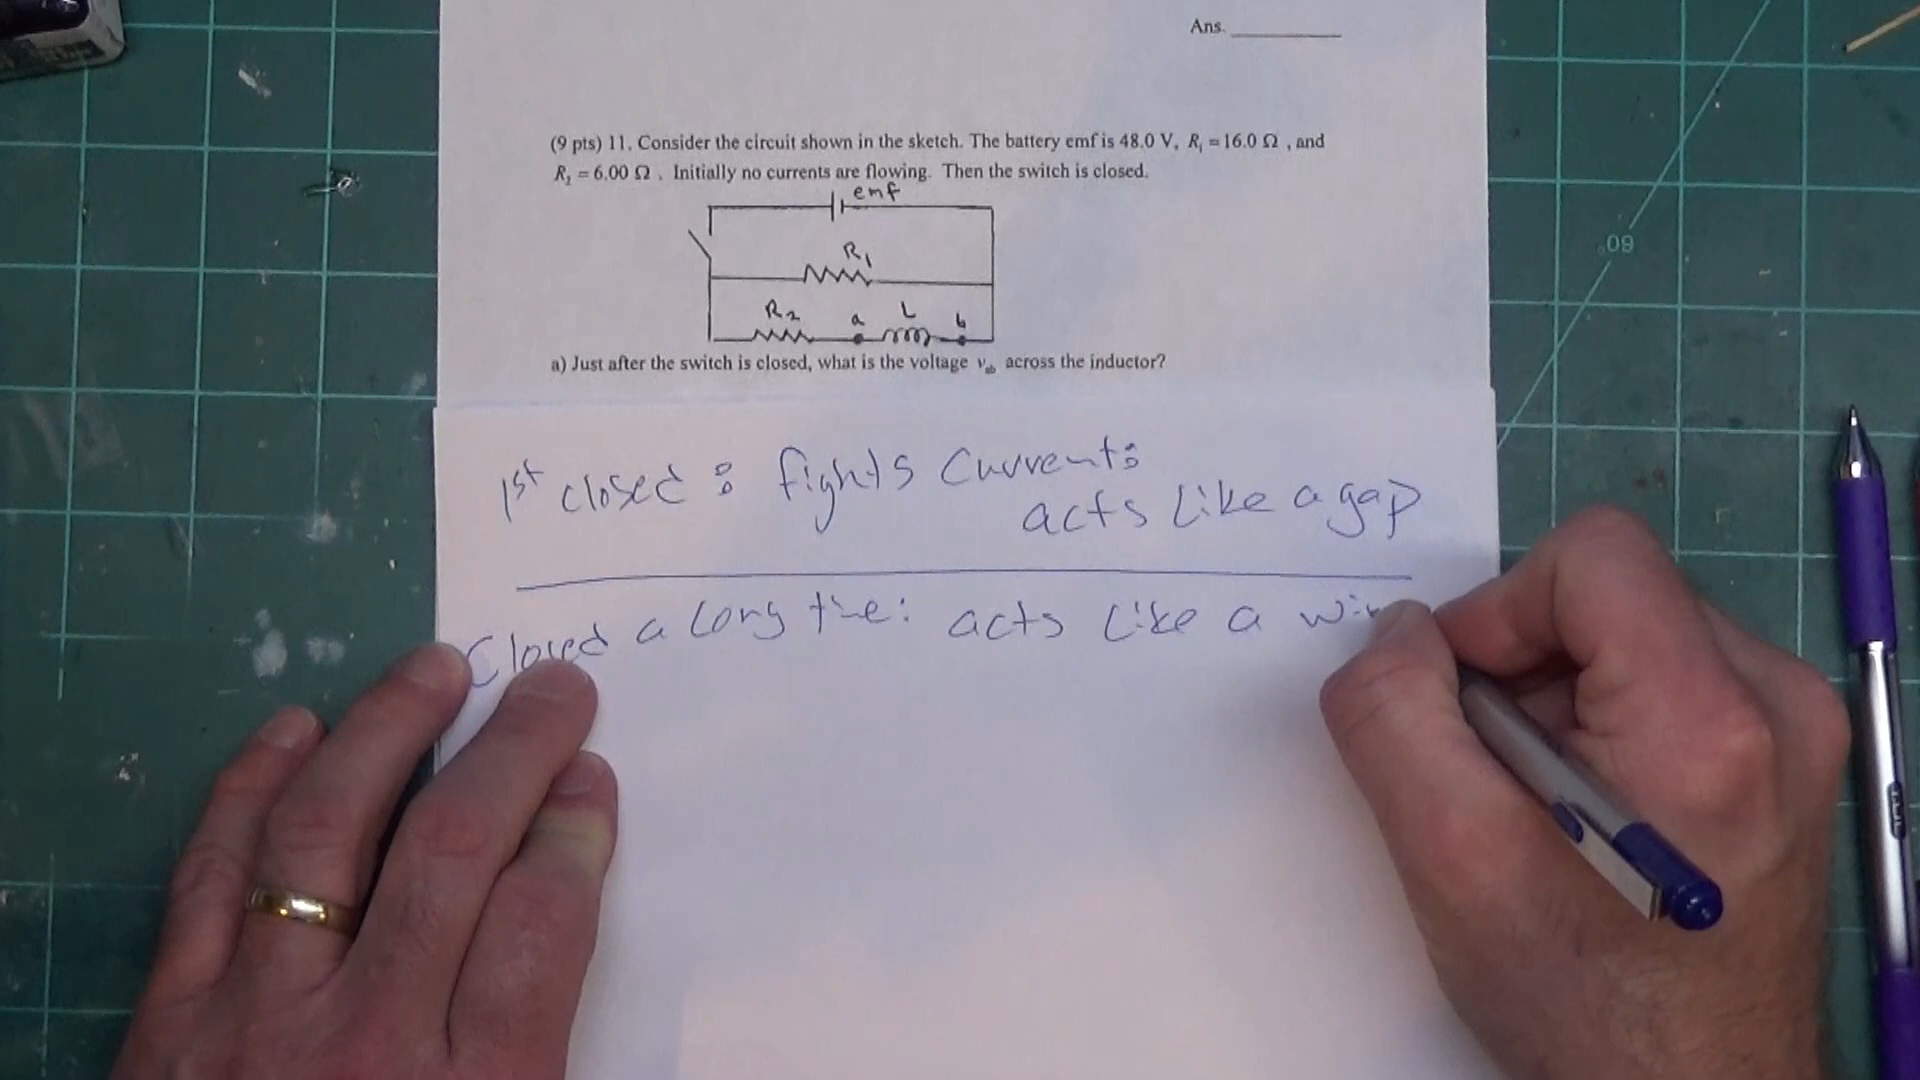 Ans. ________
(9 pts) 11. Consider the circuit shown in the sketch. The battery emf is 48.0 V, R₁ = 16.0 Ω , and
R₂ = 6.00 Ω . Initially no currents are flowing. Then the switch is closed.
emf
R₁
R₂ a L b
a) Just after the switch is closed, what is the voltage v_ab across the inductor?
1st closed : fights current:
acts like a gap
Closed a long time: acts like a wir
60